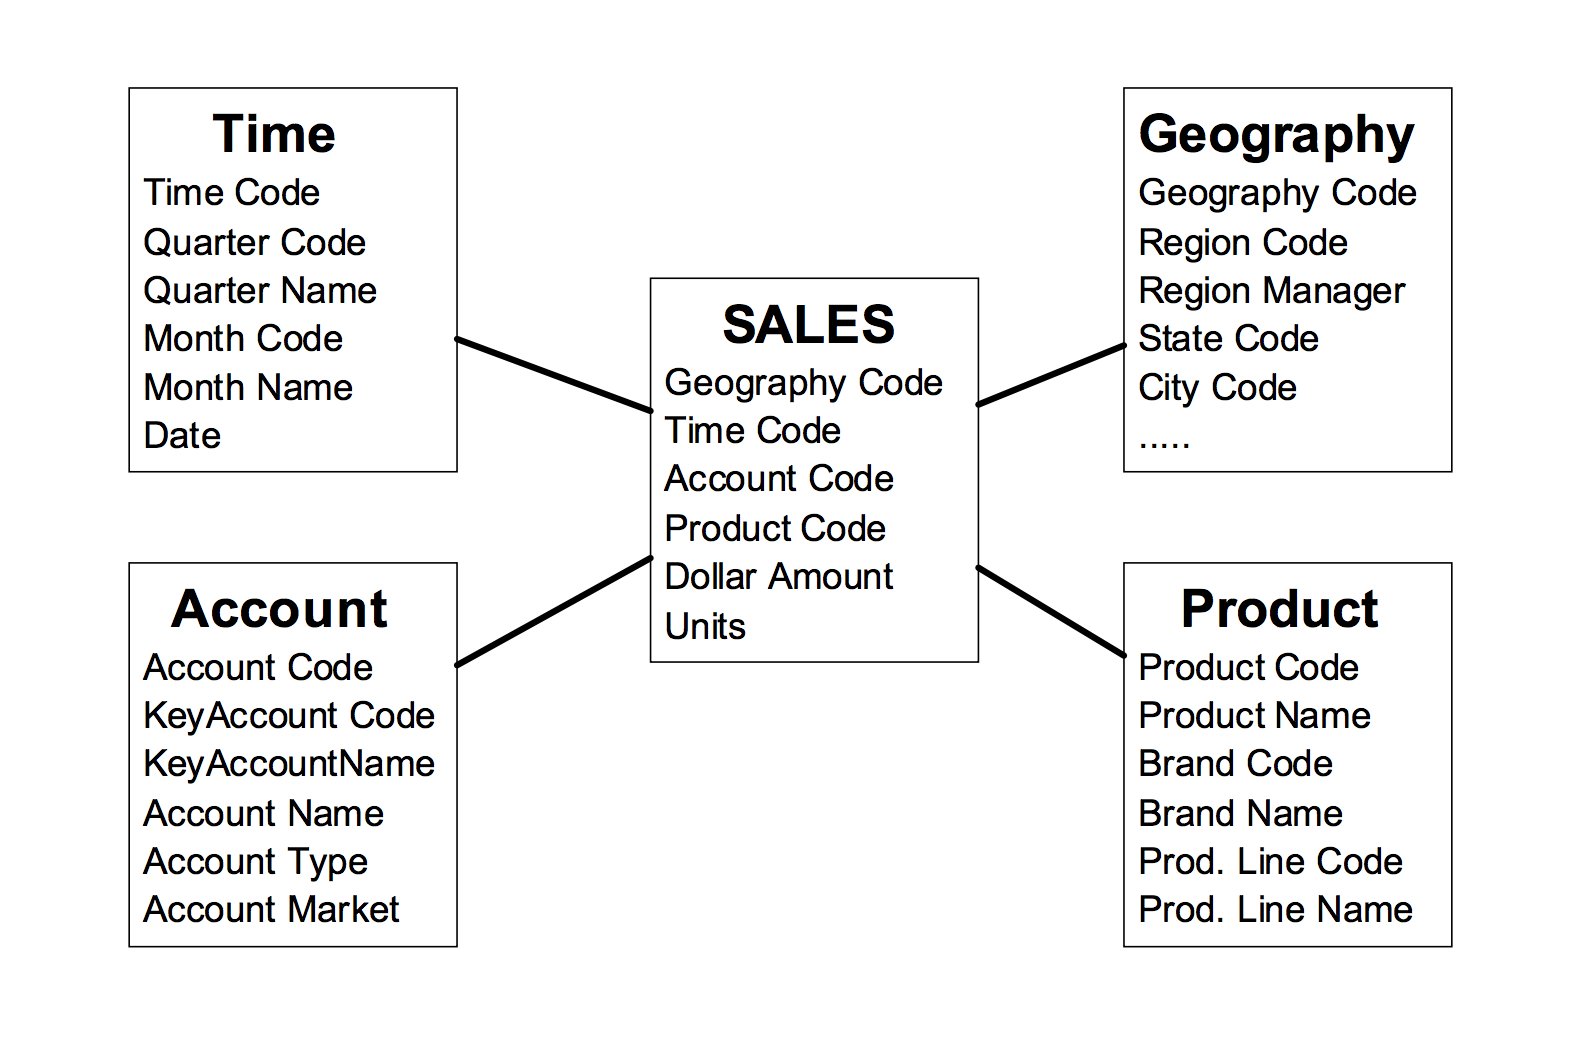 Time
Time Code
Quarter Code
Quarter Name
Month Code
Month Name
Date
Geography
Geography Code
Region Code
Region Manager
State Code
City Code
.....
SALES
Geography Code
Time Code
Account Code
Product Code
Dollar Amount
Units
Account
Account Code
KeyAccount Code
KeyAccountName
Account Name
Account Type
Account Market
Product
Product Code
Product Name
Brand Code
Brand Name
Prod. Line Code
Prod. Line Name